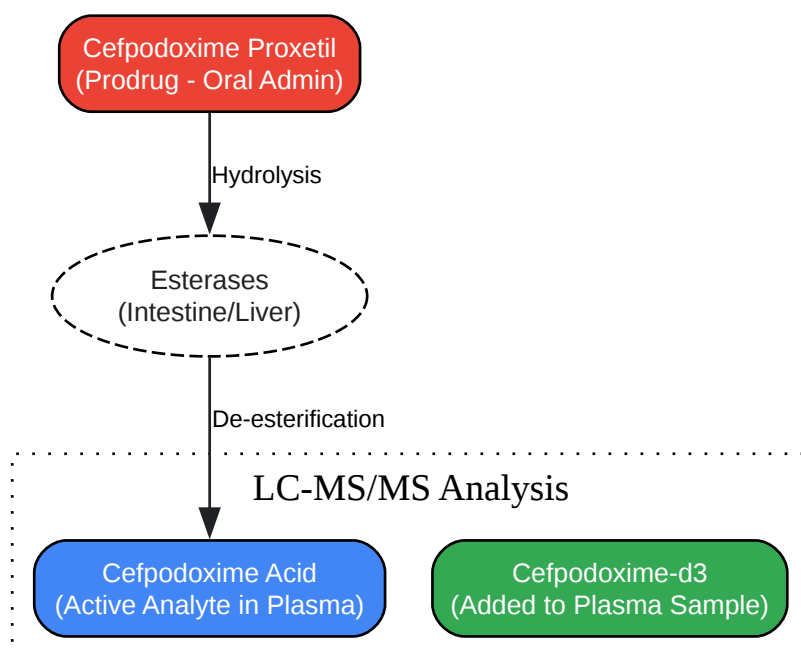 Cefpodoxime Proxetil
(Prodrug - Oral Admin)
Hydrolysis
Esterases
(Intestine/Liver)
De-esterification
LC-MS/MS Analysis
Cefpodoxime Acid
(Active Analyte in Plasma)
Cefpodoxime-d3
(Added to Plasma Sample)